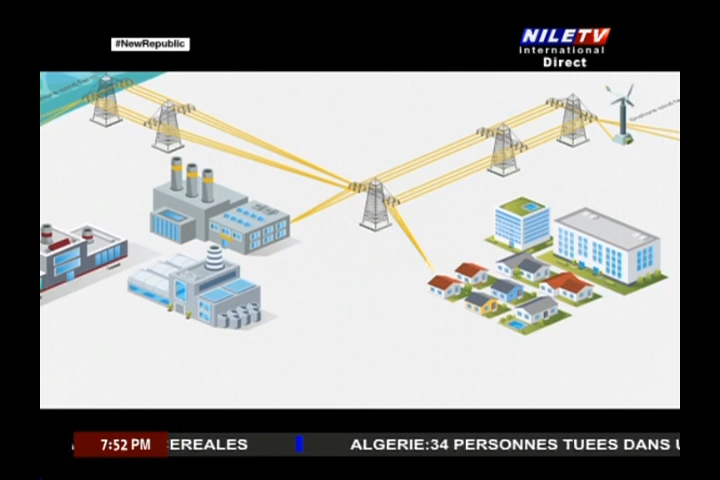 #NewRepublic
NILETV
International
Direct
7:52 PM
EREALES
ALGERIE:34 PERSONNES TUEES DANS